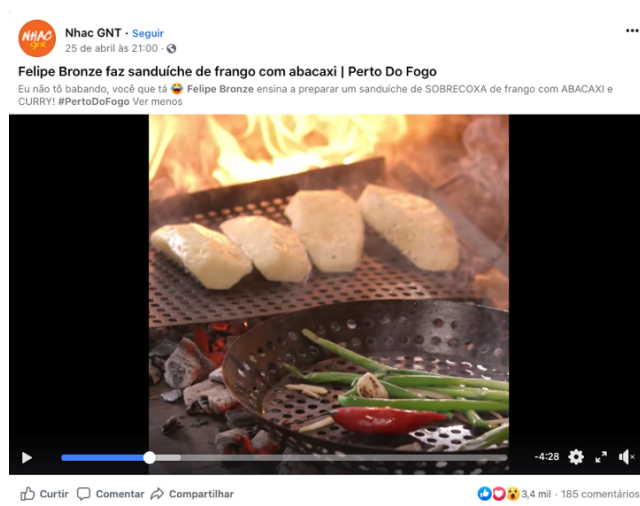 NHAC
gnt
Nhac GNT · Seguir
25 de abril às 21:00 ·
Felipe Bronze faz sanduíche de frango com abacaxi | Perto Do Fogo
Eu não tô babando, você que tá 😂 Felipe Bronze ensina a preparar um sanduíche de SOBRECOXA de frango com ABACAXI e
CURRY! #PertoDoFogo Ver menos
-4:28
Curtir Comentar Compartilhar
3,4 mil · 185 comentários